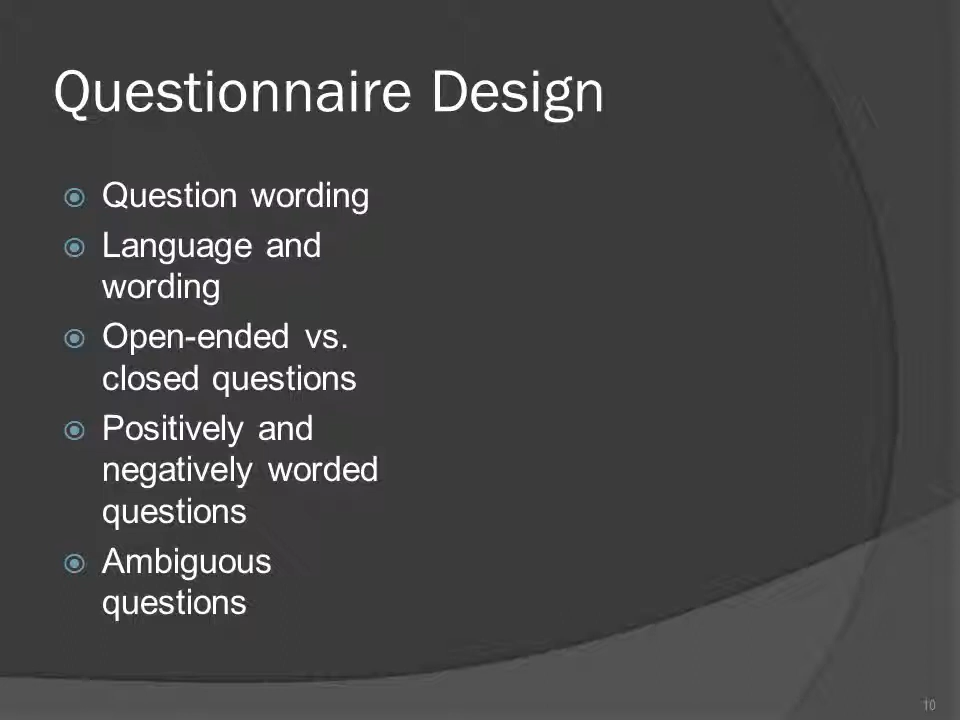 Questionnaire Design
Question wording
Language and
wording
Open-ended vs.
closed questions
Positively and
negatively worded
questions
Ambiguous
questions
10